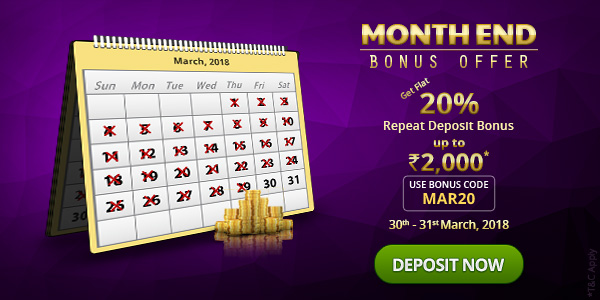 March, 2018
Sun Mon Tue Wed Thu Fri Sat
1 2 3
4 5 6 7 8 9 10
11 12 13 14 15 16 17
18 19 20 21 22 23 24
25 26 27 28 29 30 31
MONTH END
BONUS OFFER
Get Flat
20%
Repeat Deposit Bonus
up to
₹2,000*
USE BONUS CODE
MAR20
30th - 31st March, 2018
DEPOSIT NOW
*T&C Apply